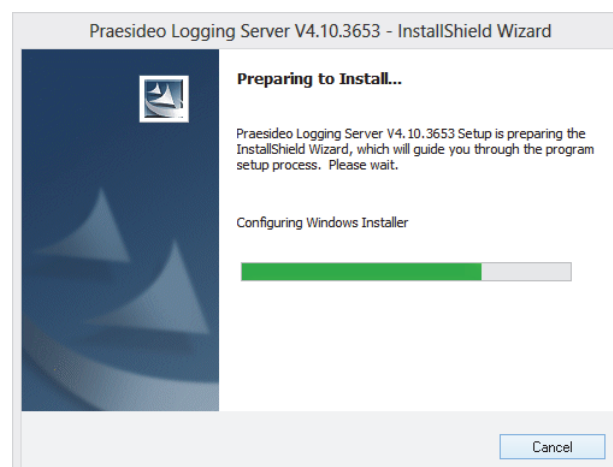 Praesideo Logging Server V4.10.3653 - InstallShield Wizard
Preparing to Install...
Praesideo Logging Server V4.10.3653 Setup is preparing the
InstallShield Wizard, which will guide you through the program
setup process.  Please wait.
Configuring Windows Installer
Cancel